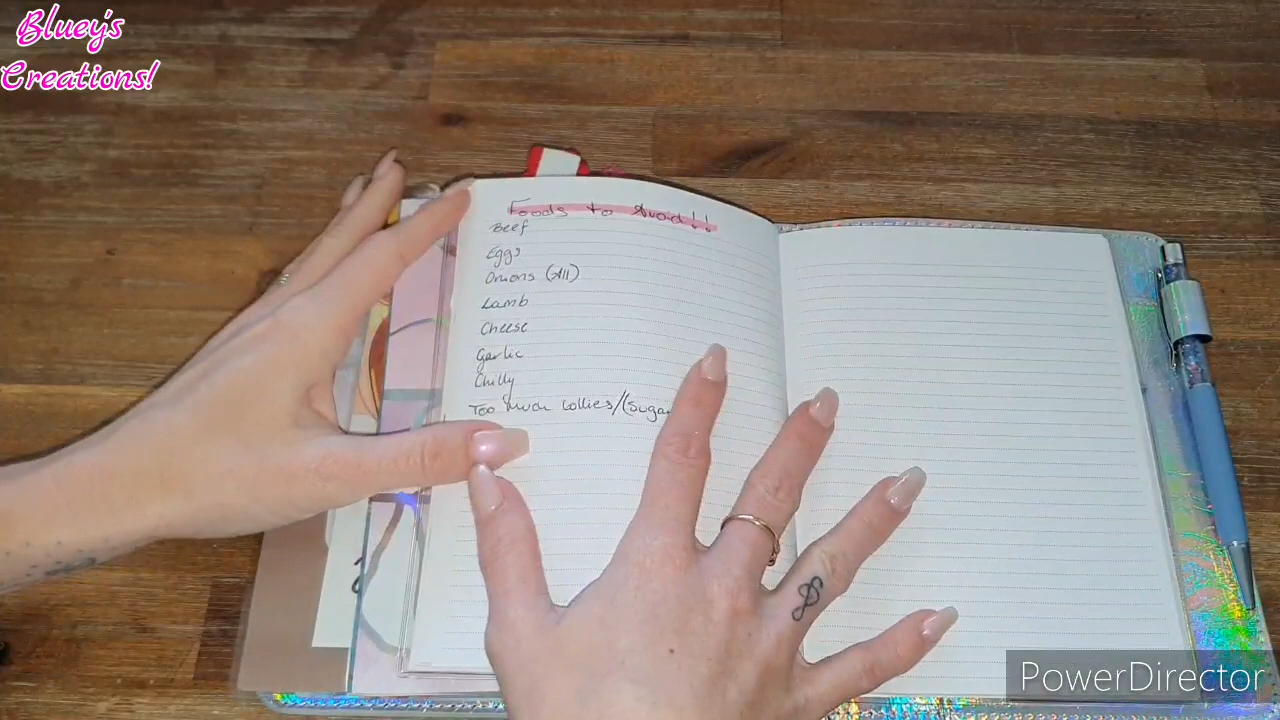 Bluey's
Creations!
Foods to Avoid!!
Beef
Eggs
Onions (All)
Lamb
Cheese
Garlic
Chilly
Too Much Lollies/(Sugar
PowerDirector